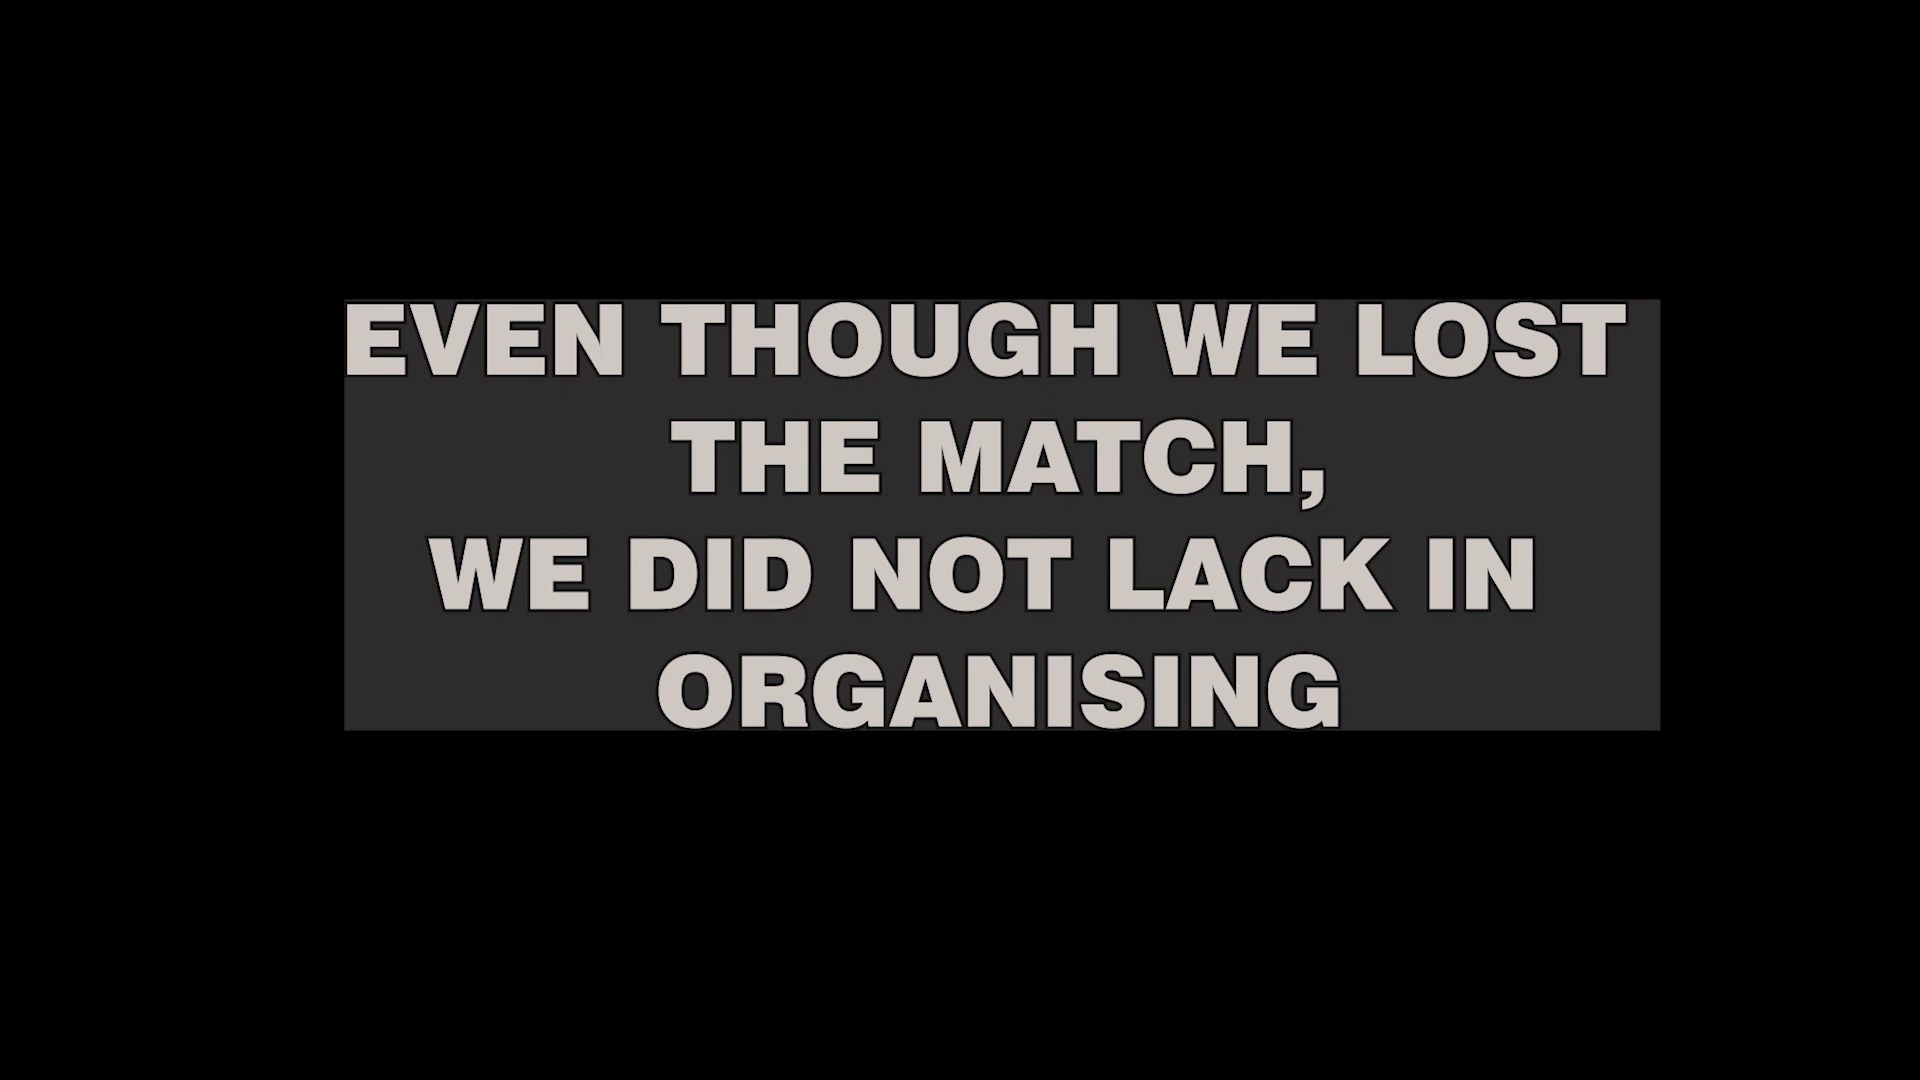 EVEN THOUGH WE LOST
THE MATCH,
WE DID NOT LACK IN
ORGANISING